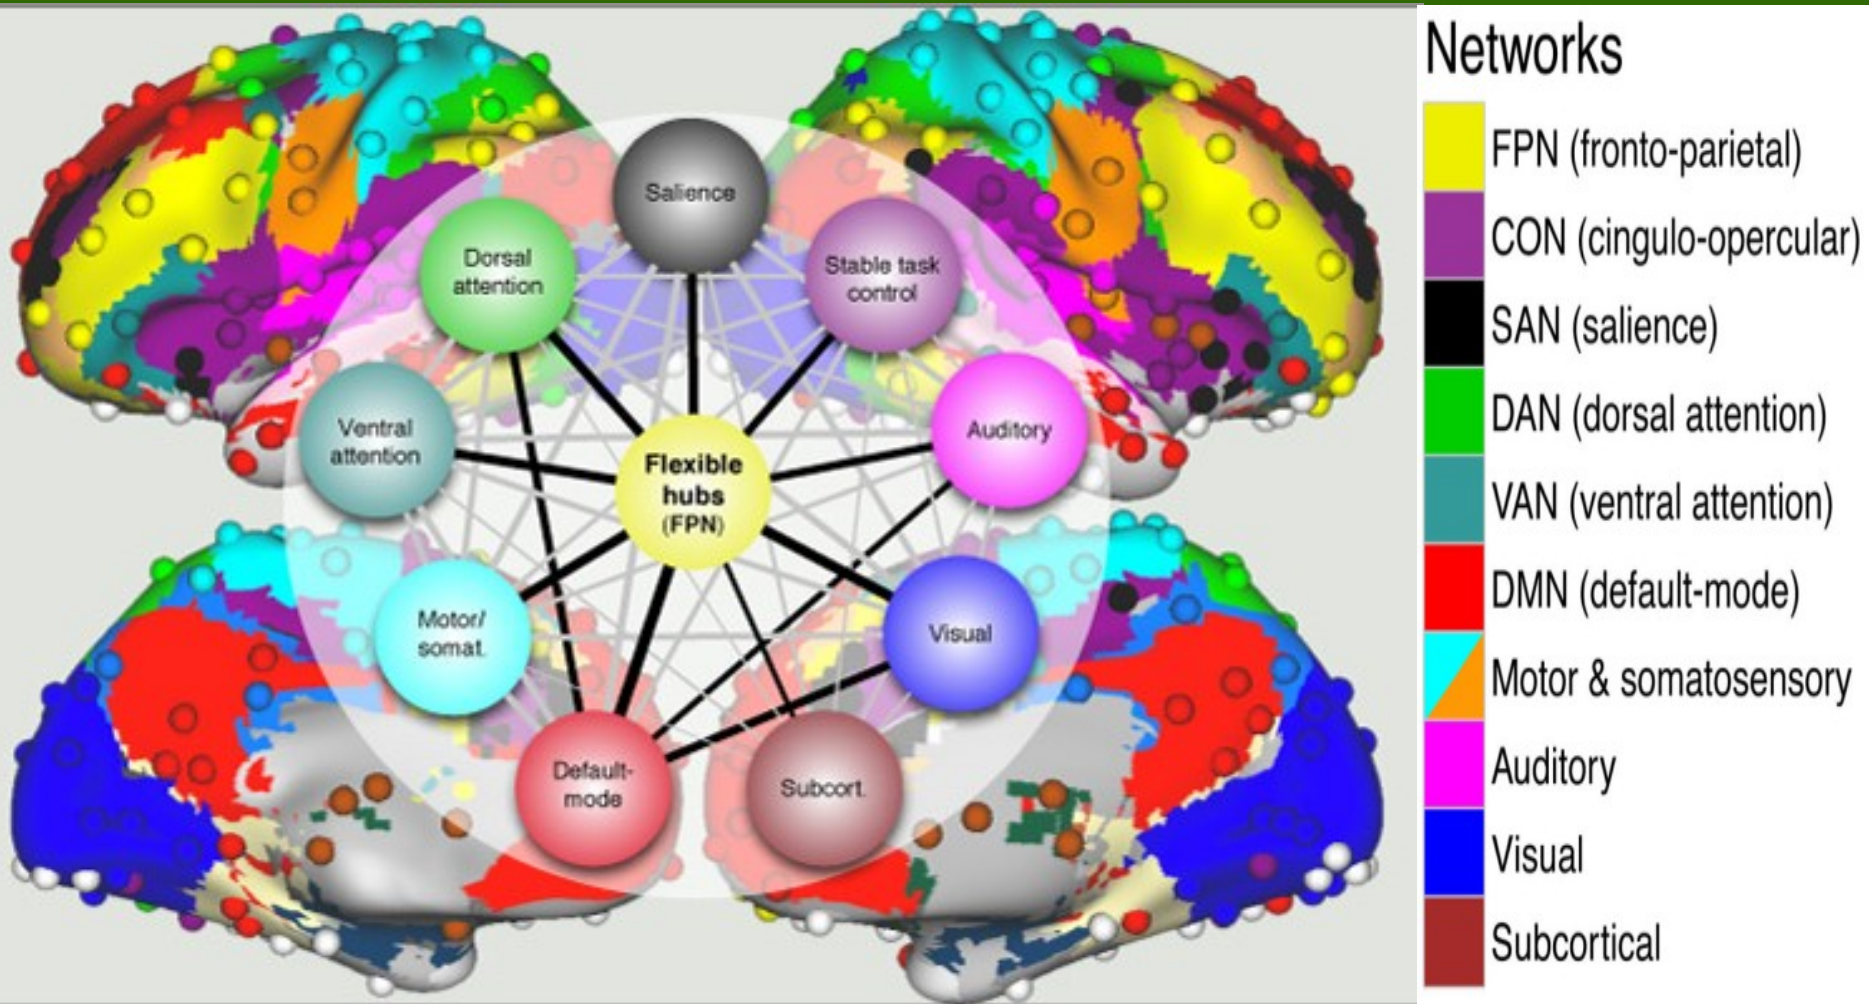 Salience
Dorsal
attention
Stable task
control
Ventral
attention
Auditory
Flexible
hubs
(FPN)
Motor/
somat.
Visual
Default-
mode
Subcort.
Networks
FPN (fronto-parietal)
CON (cingulo-opercular)
SAN (salience)
DAN (dorsal attention)
VAN (ventral attention)
DMN (default-mode)
Motor & somatosensory
Auditory
Visual
Subcortical